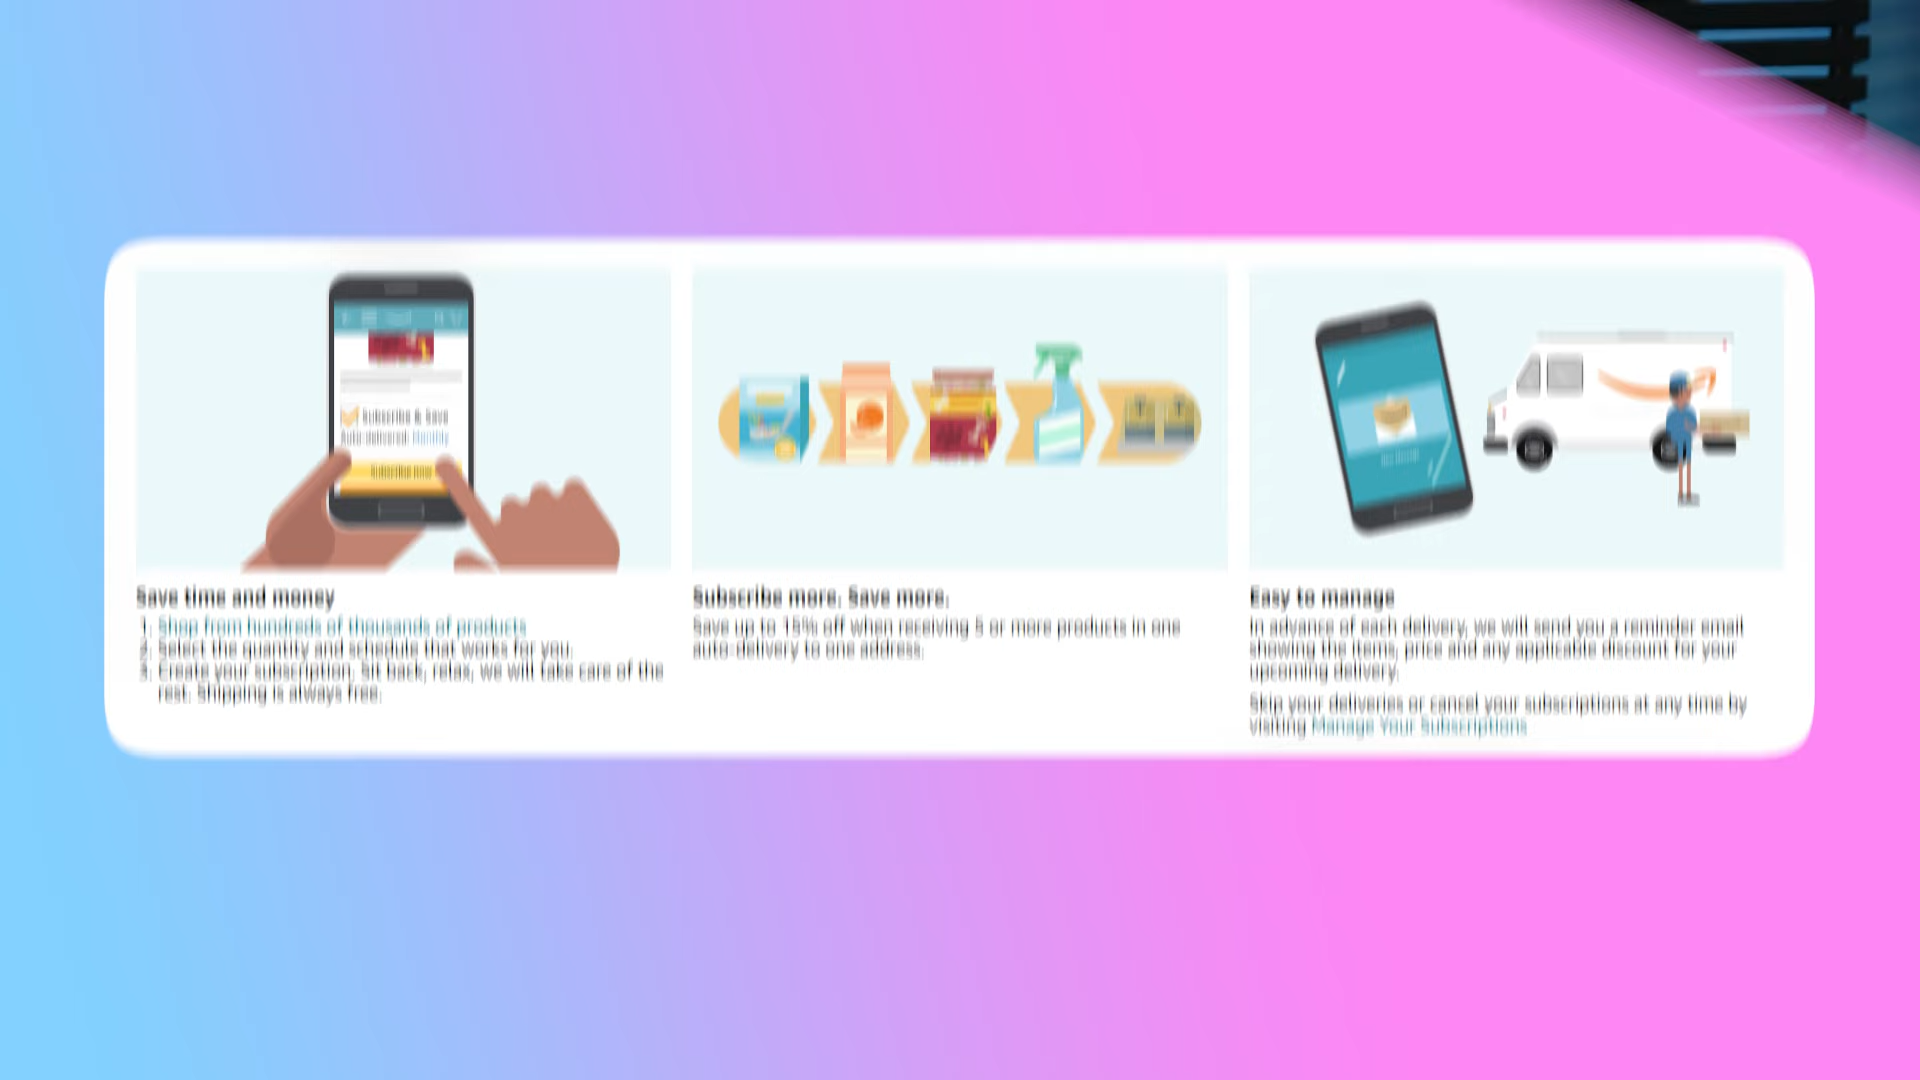 Subscribe & Save
Auto-delivered: Monthly
Subscribe now
Save time and money
1. Shop from hundreds of thousands of products
2. Select the quantity and schedule that works for you.
3. Create your subscription. Sit back, relax, we will take care of the
rest. Shipping is always free.
Subscribe more. Save more.
Save up to 15% off when receiving 5 or more products in one
auto-delivery to one address.
Easy to manage
In advance of each delivery, we will send you a reminder email
showing the items, price and any applicable discount for your
upcoming delivery.
Skip your deliveries or cancel your subscriptions at any time by
visiting Manage Your Subscriptions